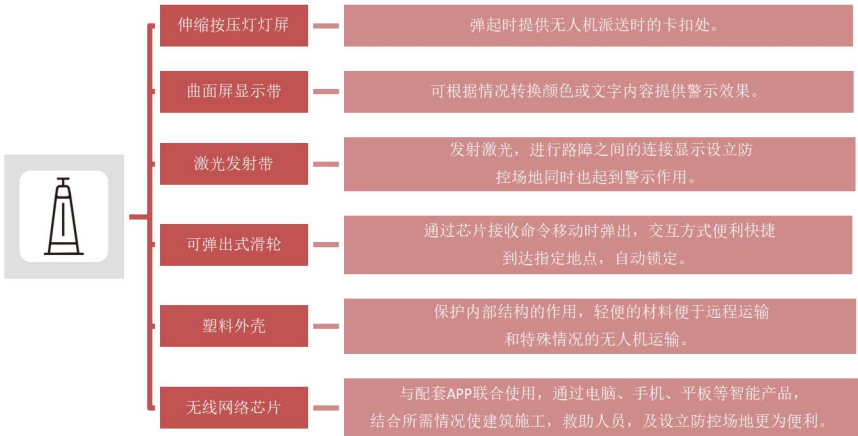 伸缩按压灯灯屏
弹起时提供无人机派送时的卡扣处。
曲面屏显示带
可根据情况转换颜色或文字内容提供警示效果。
激光发射带
发射激光，进行路障之间的连接显示设立防
控场地同时也起到警示作用。
可弹出式滑轮
通过芯片接收命令移动时弹出，交互方式便利快捷
到达指定地点，自动锁定。
塑料外壳
保护内部结构的作用，轻便的材料便于远程运输
和特殊情况的无人机运输。
无线网络芯片
与配套APP联合使用，通过电脑、手机、平板等智能产品，
结合所需情况使建筑施工，救助人员，及设立防控场地更为便利。